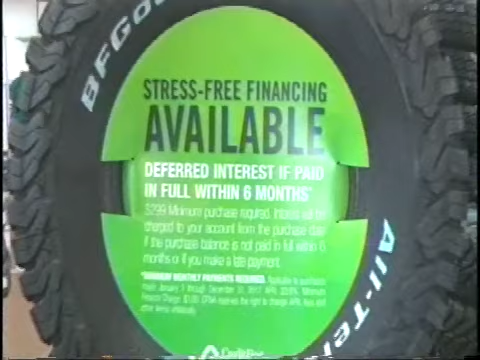 BFGoo
STRESS-FREE FINANCING
AVAILABLE
DEFERRED INTEREST IF PAID
IN FULL WITHIN 6 MONTHS*
$299 Minimum purchase required. Interest will be
charged to your account from the purchase date
if the purchase balance is not paid in full within 6
months or if you make a late payment.
*MINIMUM MONTHLY PAYMENTS REQUIRED.
All-Ter